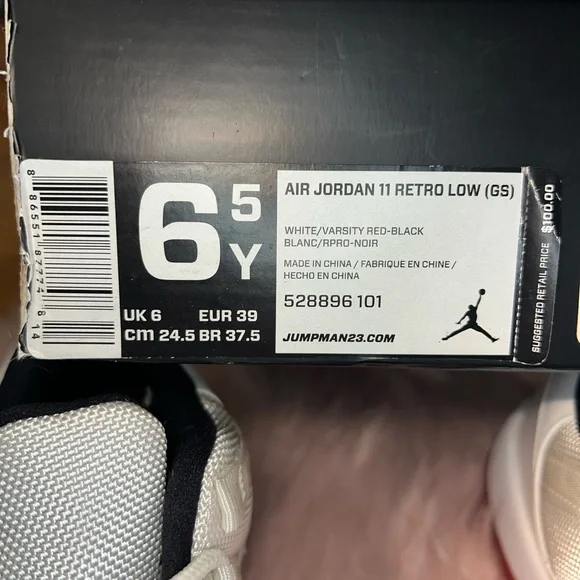 6 5 Y
UK 6 EUR 39
cm 24.5 BR 37.5
AIR JORDAN 11 RETRO LOW (GS)
WHITE/VARSITY RED-BLACK
BLANC/RPRO-NOIR
MADE IN CHINA / FABRIQUE EN CHINE /
HECHO EN CHINA
528896 101
JUMPMAN23.COM
SUGGESTED RETAIL PRICE $100.00